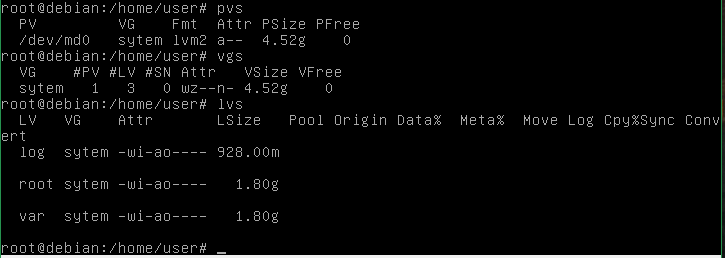 root@debian:/home/user# pvs
PV VG Fmt Attr PSize PFree
/dev/md0 sytem lvm2 a-- 4.52g 0
root@debian:/home/user# vgs
VG #PV #LV #SN Attr VSize VFree
sytem 1 3 0 wz--n- 4.52g 0
root@debian:/home/user# lvs
LV VG Attr LSize Pool Origin Data% Meta% Move Log Cpy%Sync Conv
ert
log sytem -wi-ao---- 928.00m
root sytem -wi-ao---- 1.80g
var sytem -wi-ao---- 1.80g
root@debian:/home/user# _